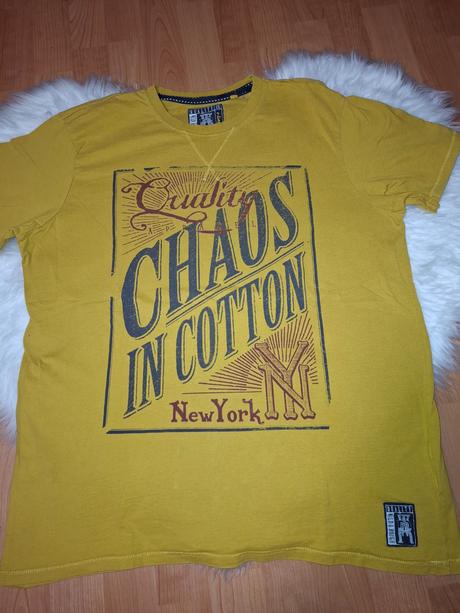 Quality
CHAOS
IN COTTON
New York
NY